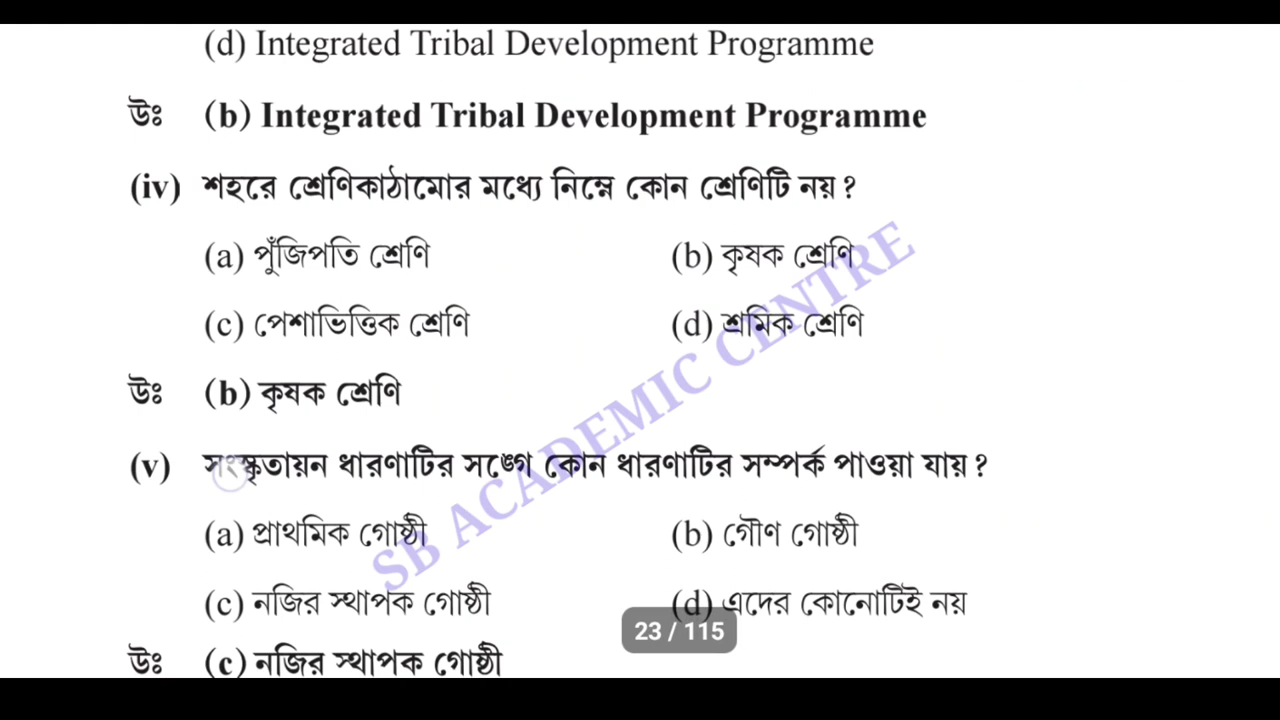 (d) Integrated Tribal Development Programme
উঃ (b) Integrated Tribal Development Programme
(iv) শহরে শ্রেণিকাঠামোর মধ্যে নিম্নে কোন শ্রেণিটি নয় ?
(a) পুঁজিপতি শ্রেণি (b) কৃষক শ্রেণি
(c) পেশাভিত্তিক শ্রেণি (d) শ্রমিক শ্রেণি
উঃ (b) কৃষক শ্রেণি
(v) সংস্কৃতায়ন ধারণাটির সঙ্গে কোন ধারণাটির সম্পর্ক পাওয়া যায় ?
(a) প্রাথমিক গোষ্ঠী (b) গৌণ গোষ্ঠী
(c) নজির স্থাপক গোষ্ঠী (d) এদের কোনোটিই নয়
23 / 115
উঃ (c) নজির স্থাপক গোষ্ঠী
SB ACADEMIC CENTRE